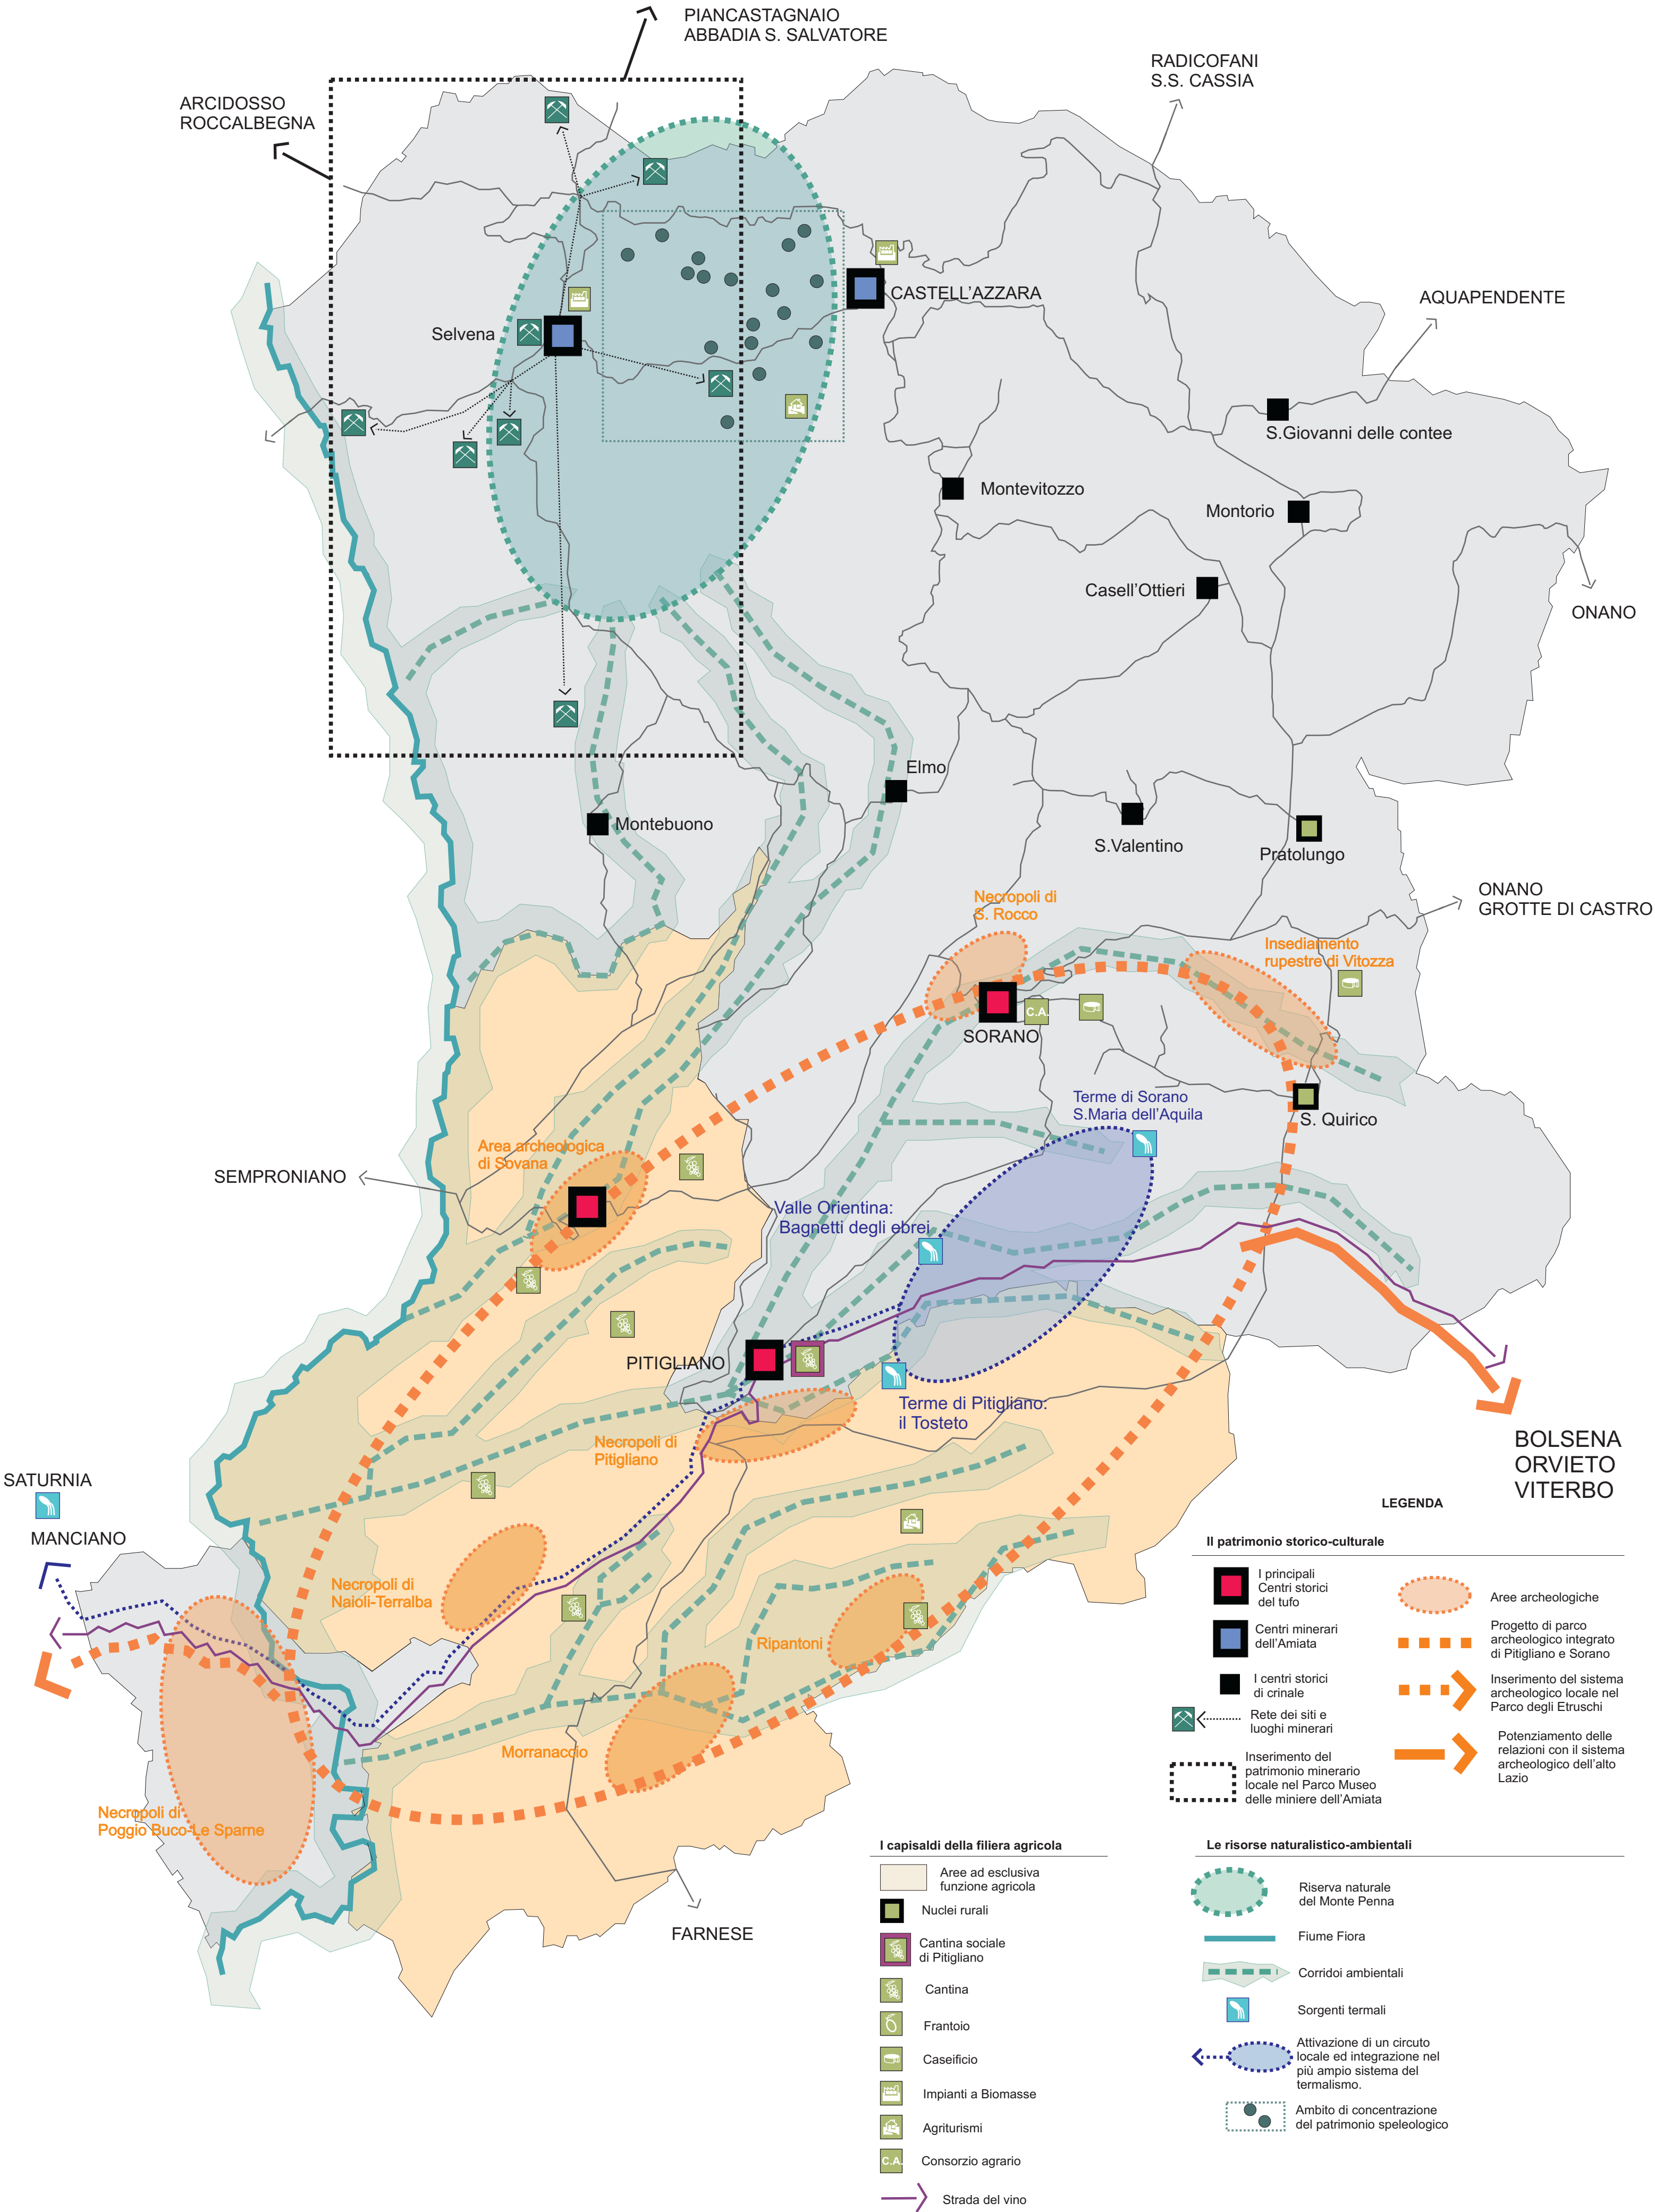 PIANCASTAGNAIO
ABBADIA S. SALVATORE
RADICOFANI
S.S. CASSIA
ARCIDOSSO
ROCCALBEGNA
CASTELL'AZZARA
AQUAPENDENTE
Selvena
S.Giovanni delle contee
Montevitozzo
Montorio
Casell'Ottieri
ONANO
Elmo
Montebuono
S.Valentino
Pratolungo
ONANO
GROTTE DI CASTRO
Necropoli di
S. Rocco
Insediamento
rupestre di Vitozza
C.A.
SORANO
Terme di Sorano
S.Maria dell'Aquila
S. Quirico
Area archeologica
di Sovana
SEMPRONIANO
Valle Orientina:
Bagnetti degli ebrei
PITIGLIANO
Terme di Pitigliano:
il Tosteto
Necropoli di
Pitigliano
BOLSENA
ORVIETO
VITERBO
SATURNIA
MANCIANO
Necropoli di
Naioli-Terralba
Ripantoni
Morranaccio
Necropoli di
Poggio Buco-Le Sparne
FARNESE
LEGENDA
Il patrimonio storico-culturale
I principali
Centri storici
del tufo
Centri minerari
dell'Amiata
I centri storici
di crinale
Rete dei siti e
luoghi minerari
Inserimento del
patrimonio minerario
locale nel Parco Museo
delle miniere dell'Amiata
Aree archeologiche
Progetto di parco
archeologico integrato
di Pitigliano e Sorano
Inserimento del sistema
archeologico locale nel
Parco degli Etruschi
Potenziamento delle
relazioni con il sistema
archeologico dell'alto
Lazio
I capisaldi della filiera agricola
Aree ad esclusiva
funzione agricola
Nuclei rurali
Cantina sociale
di Pitigliano
Cantina
Frantoio
Caseificio
Impianti a Biomasse
Agriturismi
C.A.
Consorzio agrario
Strada del vino
Le risorse naturalistico-ambientali
Riserva naturale
del Monte Penna
Fiume Fiora
Corridoi ambientali
Sorgenti termali
Attivazione di un circuto
locale ed integrazione nel
più ampio sistema del
termalismo.
Ambito di concentrazione
del patrimonio speleologico